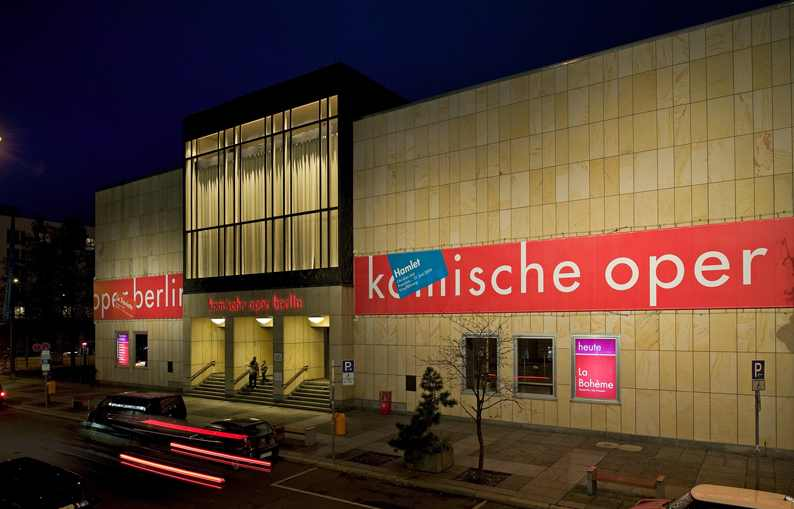 oper berlin
komische oper berlin
komische oper
Hamlet
heute
La
Bohème
P
P